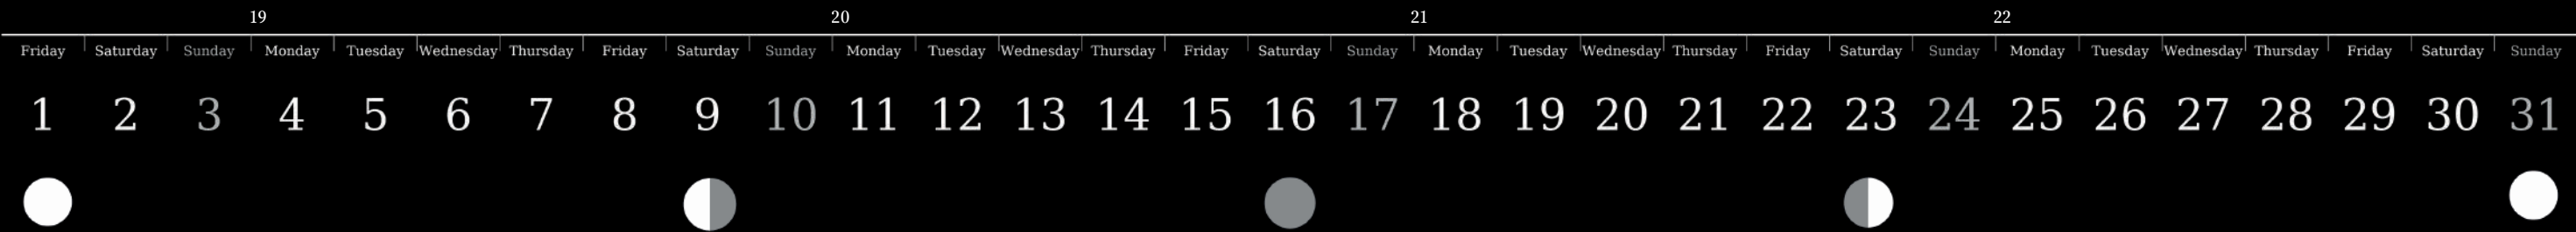 19 20 21 22
Friday Saturday Sunday Monday Tuesday Wednesday Thursday Friday Saturday Sunday Monday Tuesday Wednesday Thursday Friday Saturday Sunday Monday Tuesday Wednesday Thursday Friday Saturday Sunday Monday Tuesday Wednesday Thursday Friday Saturday Sunday
1 2 3 4 5 6 7 8 9 10 11 12 13 14 15 16 17 18 19 20 21 22 23 24 25 26 27 28 29 30 31